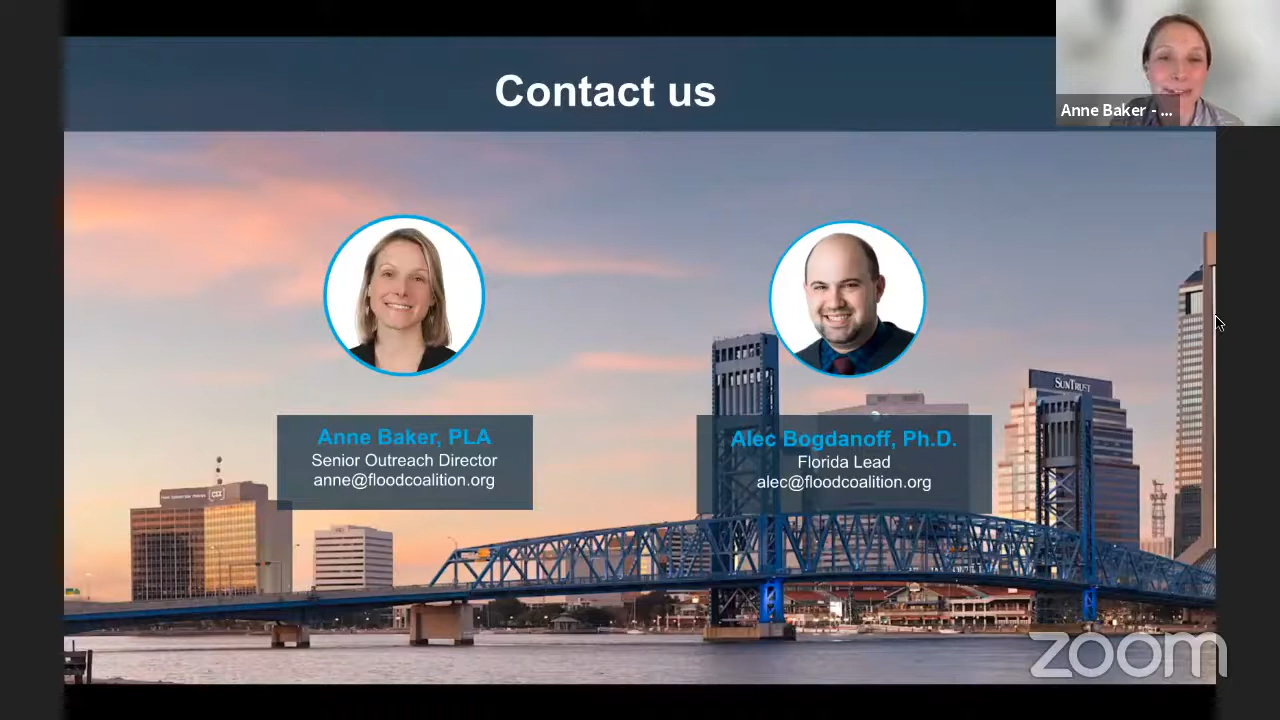 Contact us
Anne Baker - ...
Anne Baker, PLA
Senior Outreach Director
anne@floodcoalition.org
Alec Bogdanoff, Ph.D.
Florida Lead
alec@floodcoalition.org
SUNTRUST
CSX
zoom